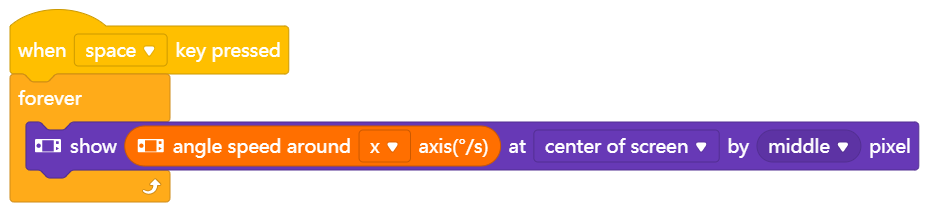 when space key pressed
forever
show angle speed around x axis(°/s) at center of screen by middle pixel